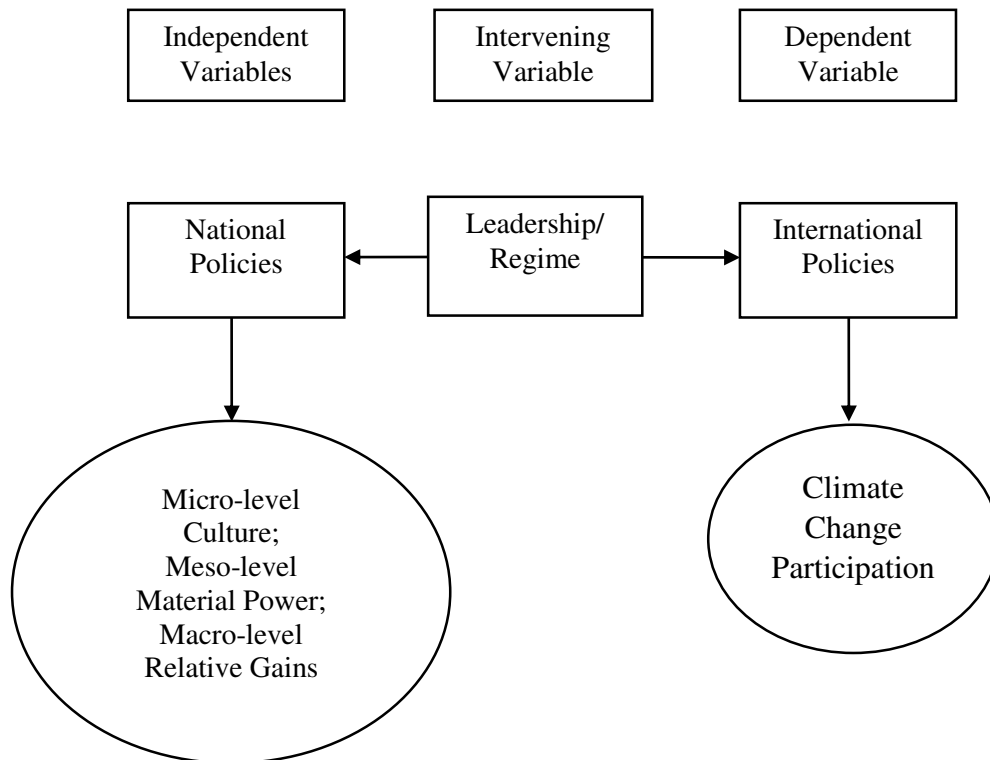 Independent
Variables
Intervening
Variable
Dependent
Variable
National
Policies
Leadership/
Regime
International
Policies
Micro-level
Culture;
Meso-level
Material Power;
Macro-level
Relative Gains
Climate
Change
Participation